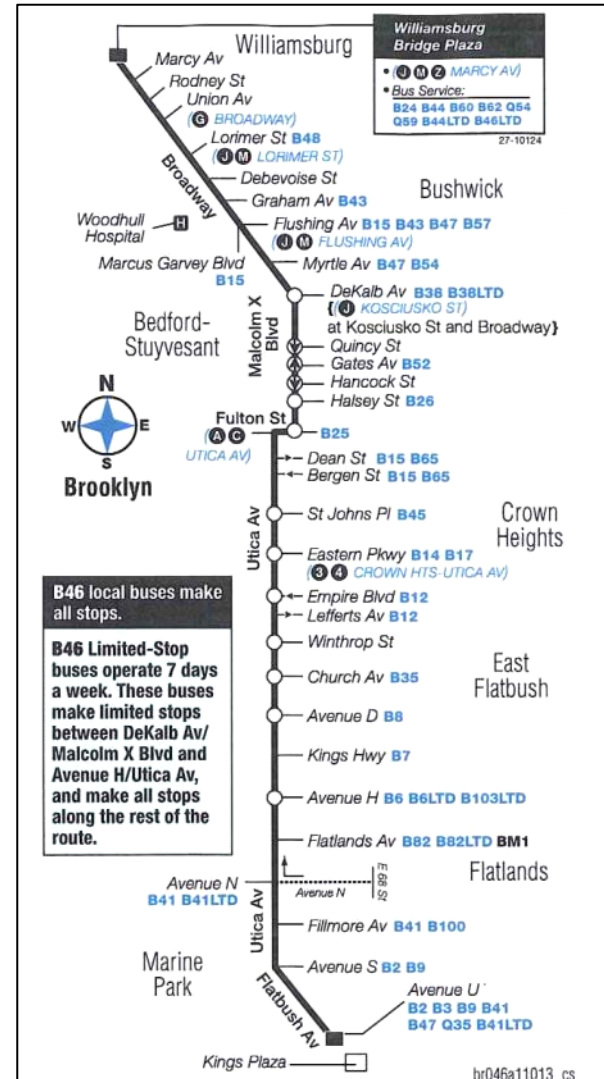 Williamsburg
Williamsburg
Bridge Plaza
• (J M Z MARCY AV)
• Bus Service:
B24 B44 B60 B62 Q54
Q59 B44LTD B46LTD
27-10124
Marcy Av
Rodney St
Union Av
(G BROADWAY)
Lorimer St B48
(J M LORIMER ST)
Debevoise St
Broadway
Graham Av B43
Bushwick
Woodhull
Hospital
H
Flushing Av B15 B43 B47 B57
(J M FLUSHING AV)
Marcus Garvey Blvd
B15
Myrtle Av B47 B54
DeKalb Av B38 B38LTD
{(J KOSCIUSKO ST)
at Kosciusko St and Broadway}
Bedford-
Stuyvesant
Malcolm X
Blvd
Quincy St
Gates Av B52
Hancock St
Halsey St B26
N
W E
S
Brooklyn
Fulton St
(A C
UTICA AV)
B25
Dean St B15 B65
Bergen St B15 B65
St Johns Pl B45
Crown
Heights
Utica Av
Eastern Pkwy B14 B17
(3 4 CROWN HTS-UTICA AV)
Empire Blvd B12
Lefferts Av B12
Winthrop St
East
Flatbush
Church Av B35
Avenue D B8
Kings Hwy B7
Avenue H B6 B6LTD B103LTD
B46 local buses make
all stops.
B46 Limited-Stop
buses operate 7 days
a week. These buses
make limited stops
between DeKalb Av/
Malcolm X Blvd and
Avenue H/Utica Av,
and make all stops
along the rest of the
route.
Flatlands Av B82 B82LTD BM1
Flatlands
Avenue N
B41 B41LTD
Avenue N
E 68 St
Utica Av
Fillmore Av B41 B100
Marine
Park
Avenue S B2 B9
Flatbush Av
Avenue U
B2 B3 B9 B41
B47 Q35 B41LTD
Kings Plaza
br046a11013 cs